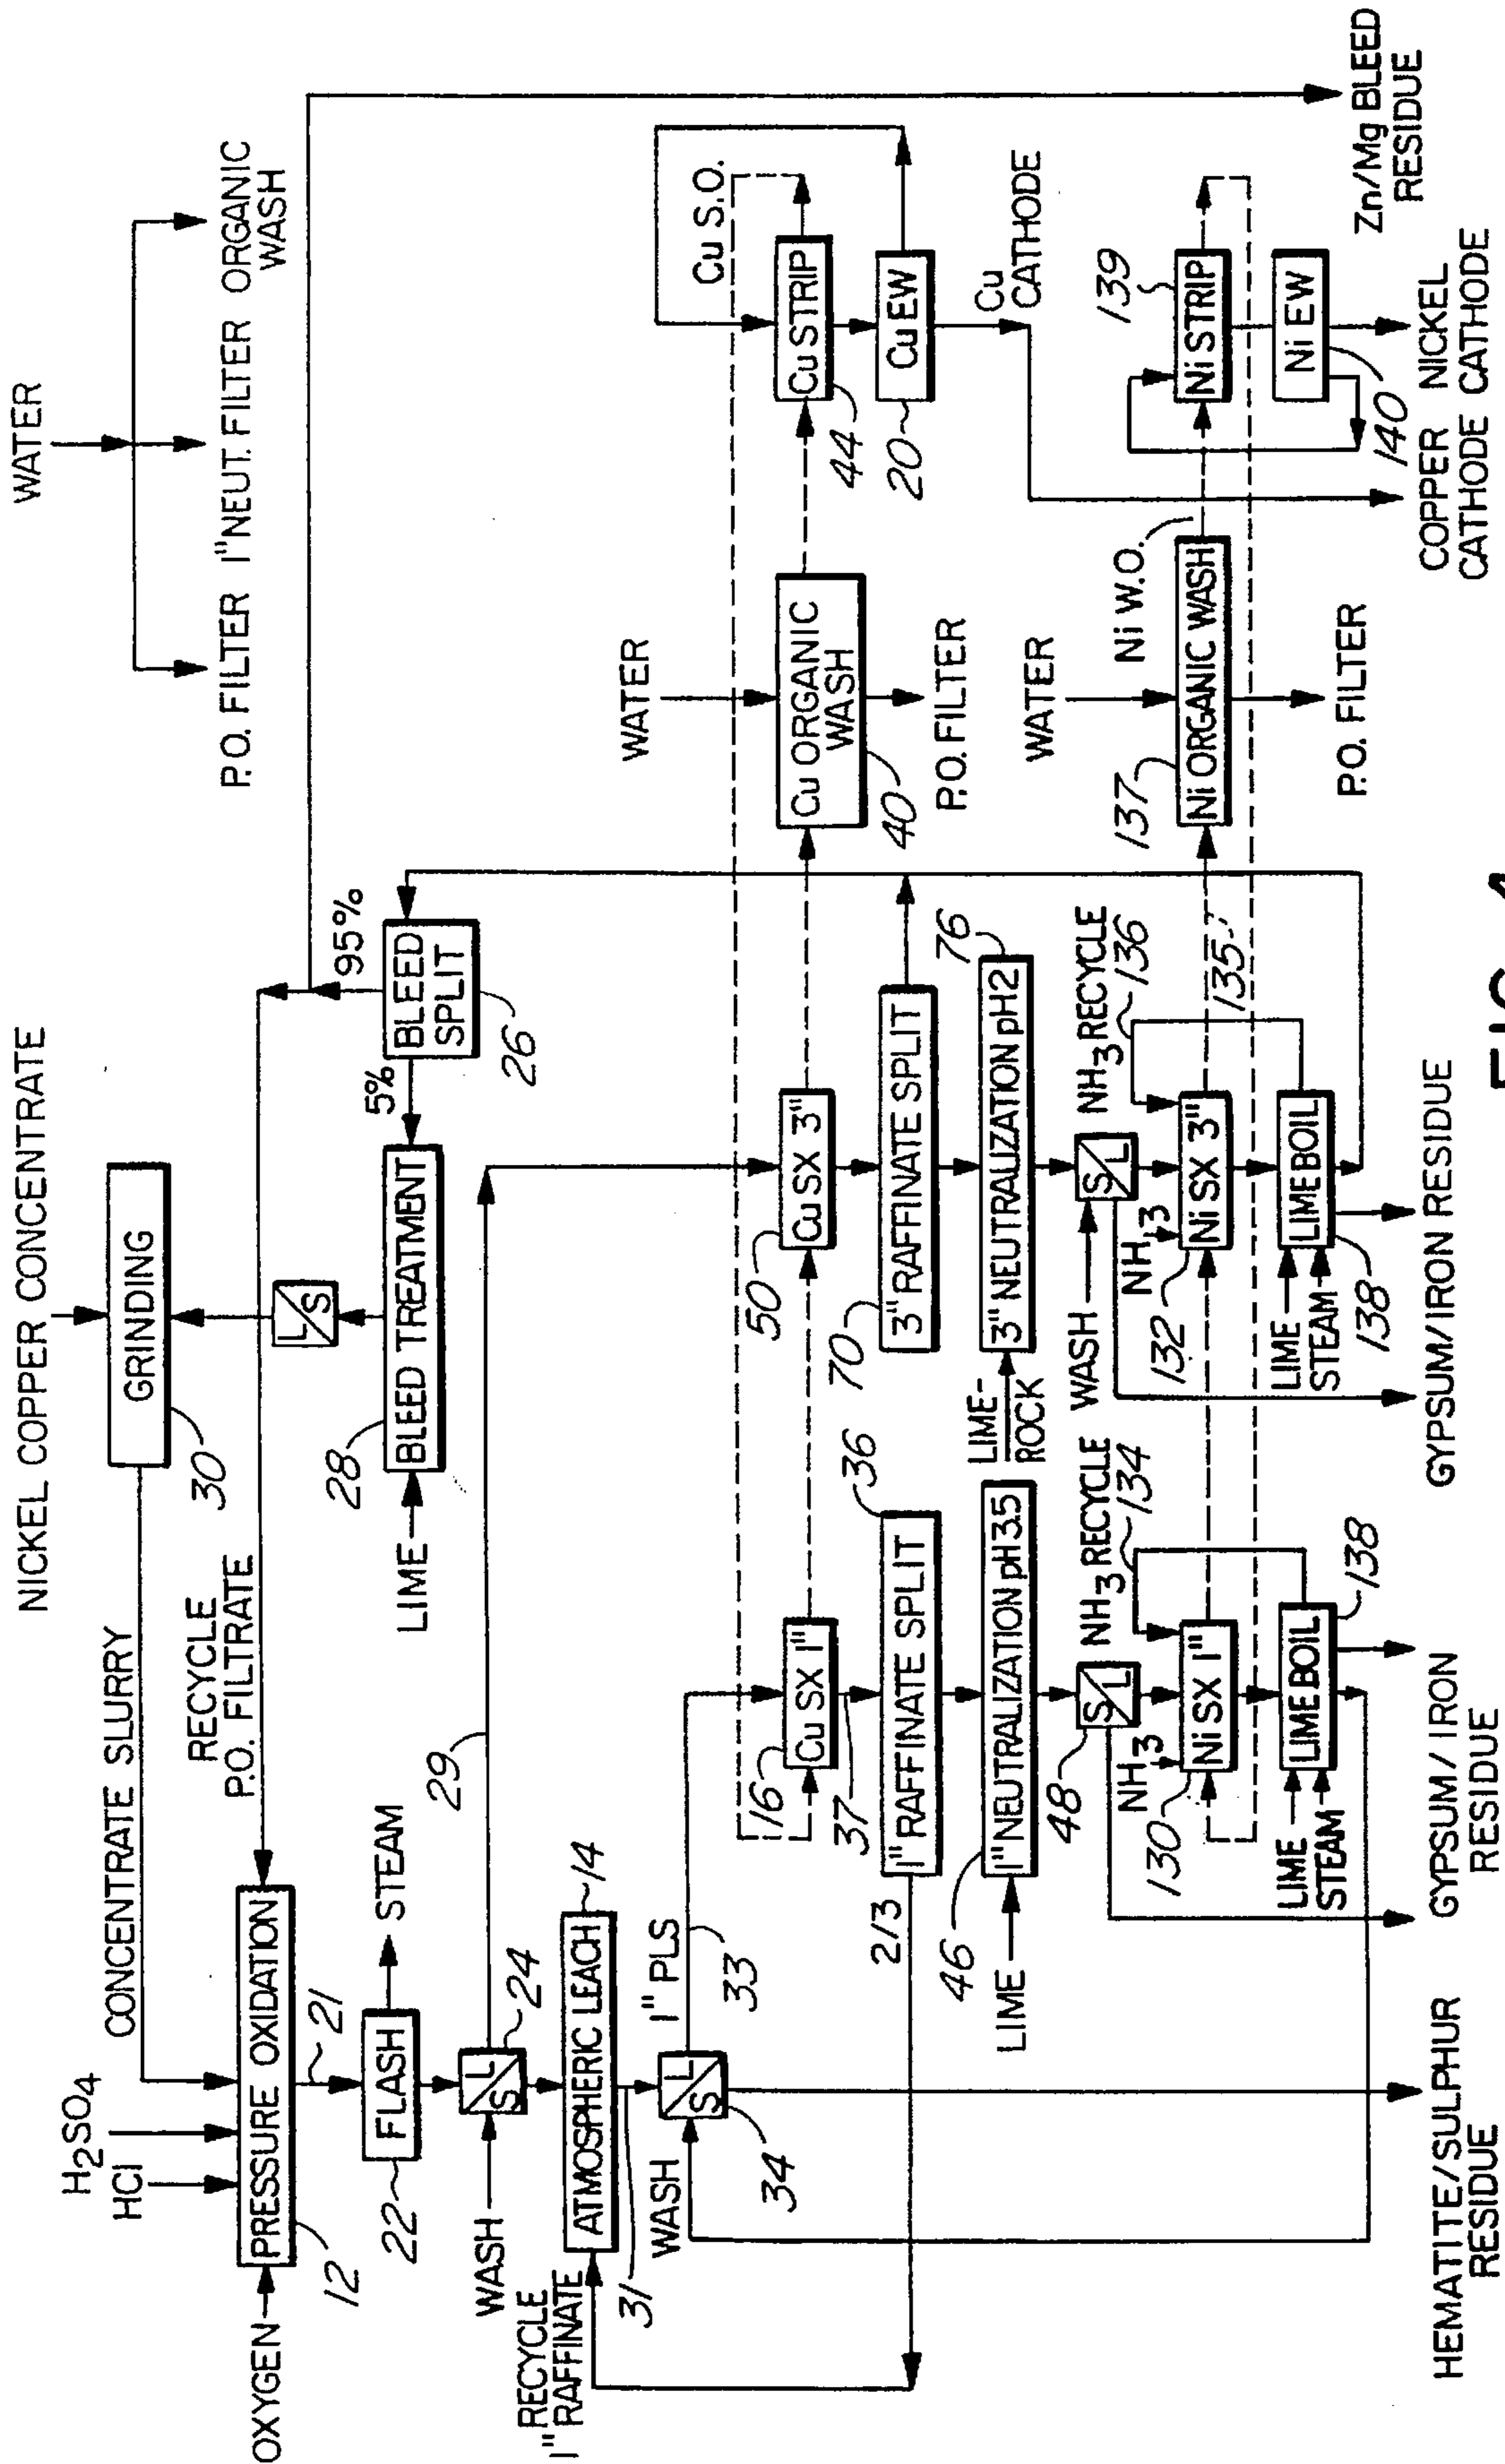 NICKEL COPPER CONCENTRATE
WATER
H2SO4
HCl
CONCENTRATE SLURRY
GRINDING
30
P.O. FILTER 1" NEUT. FILTER ORGANIC
WASH
RECYCLE
P.O. FILTRATE
L/S
95%
OXYGEN
PRESSURE OXIDATION
12
21
LIME
28
BLEED TREATMENT
5%
BLEED
SPLIT
26
FLASH
22
STEAM
29
WASH
S/L
24
RECYCLE
1" RAFFINATE
ATMOSPHERIC LEACH
14
31
WASH
S/L
34
1" PLS
33
WATER
Cu S.O.
16
Cu SX 1"
37
50
Cu SX 3"
Cu ORGANIC
WASH
40
P.O. FILTER
Cu STRIP
44
Cu EW
20
Cu
CATHODE
2/3
1" RAFFINATE SPLIT
36
70
3" RAFFINATE SPLIT
LIME
46
1" NEUTRALIZATION pH3.5
LIME-
ROCK
3" NEUTRALIZATION pH2
76
48
S/L
NH3 RECYCLE
134
WASH
S/L
NH3 RECYCLE
136
WATER
NH3
130
Ni SX 1"
NH3
132
Ni SX 3"
135
137
Ni ORGANIC WASH
Ni W.O.
P.O. FILTER
Ni STRIP
139
Ni EW
140
LIME
STEAM
LIME BOIL
138
LIME
STEAM
LIME BOIL
138
HEMATITE/SULPHUR
RESIDUE
GYPSUM/IRON
RESIDUE
GYPSUM/IRON RESIDUE
COPPER NICKEL
CATHODE CATHODE
Zn/Mg BLEED
RESIDUE